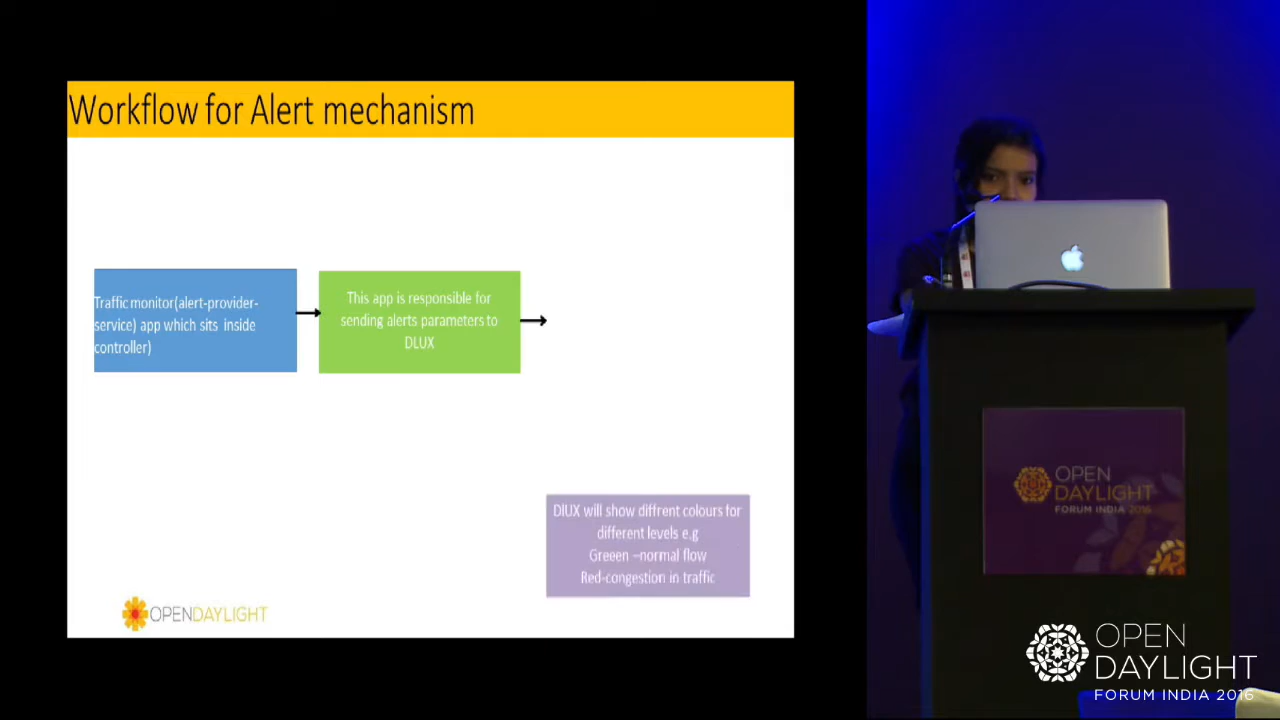 Workflow for Alert mechanism
Traffic monitor(alert-provider-
service) app which sits inside
controller)
This app is responsible for
sending alerts parameters to
DLUX
DlUX will show diffrent colours for
different levels e.g
Greeen –normal flow
Red-congestion in traffic
OPENDAYLIGHT
OPEN
DAYLIGHT
FORUM INDIA 2016
OPEN
DAYLIGHT
FORUM INDIA 2016